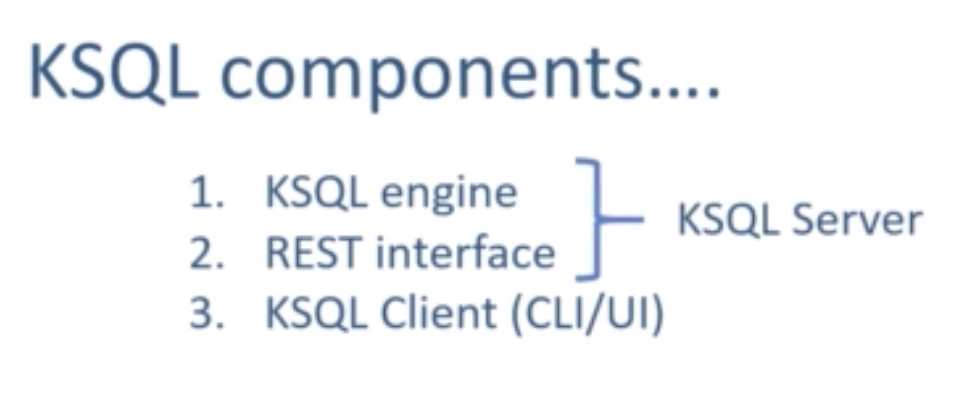 KSQL components....
1. KSQL engine
2. REST interface
KSQL Server
3. KSQL Client (CLI/UI)